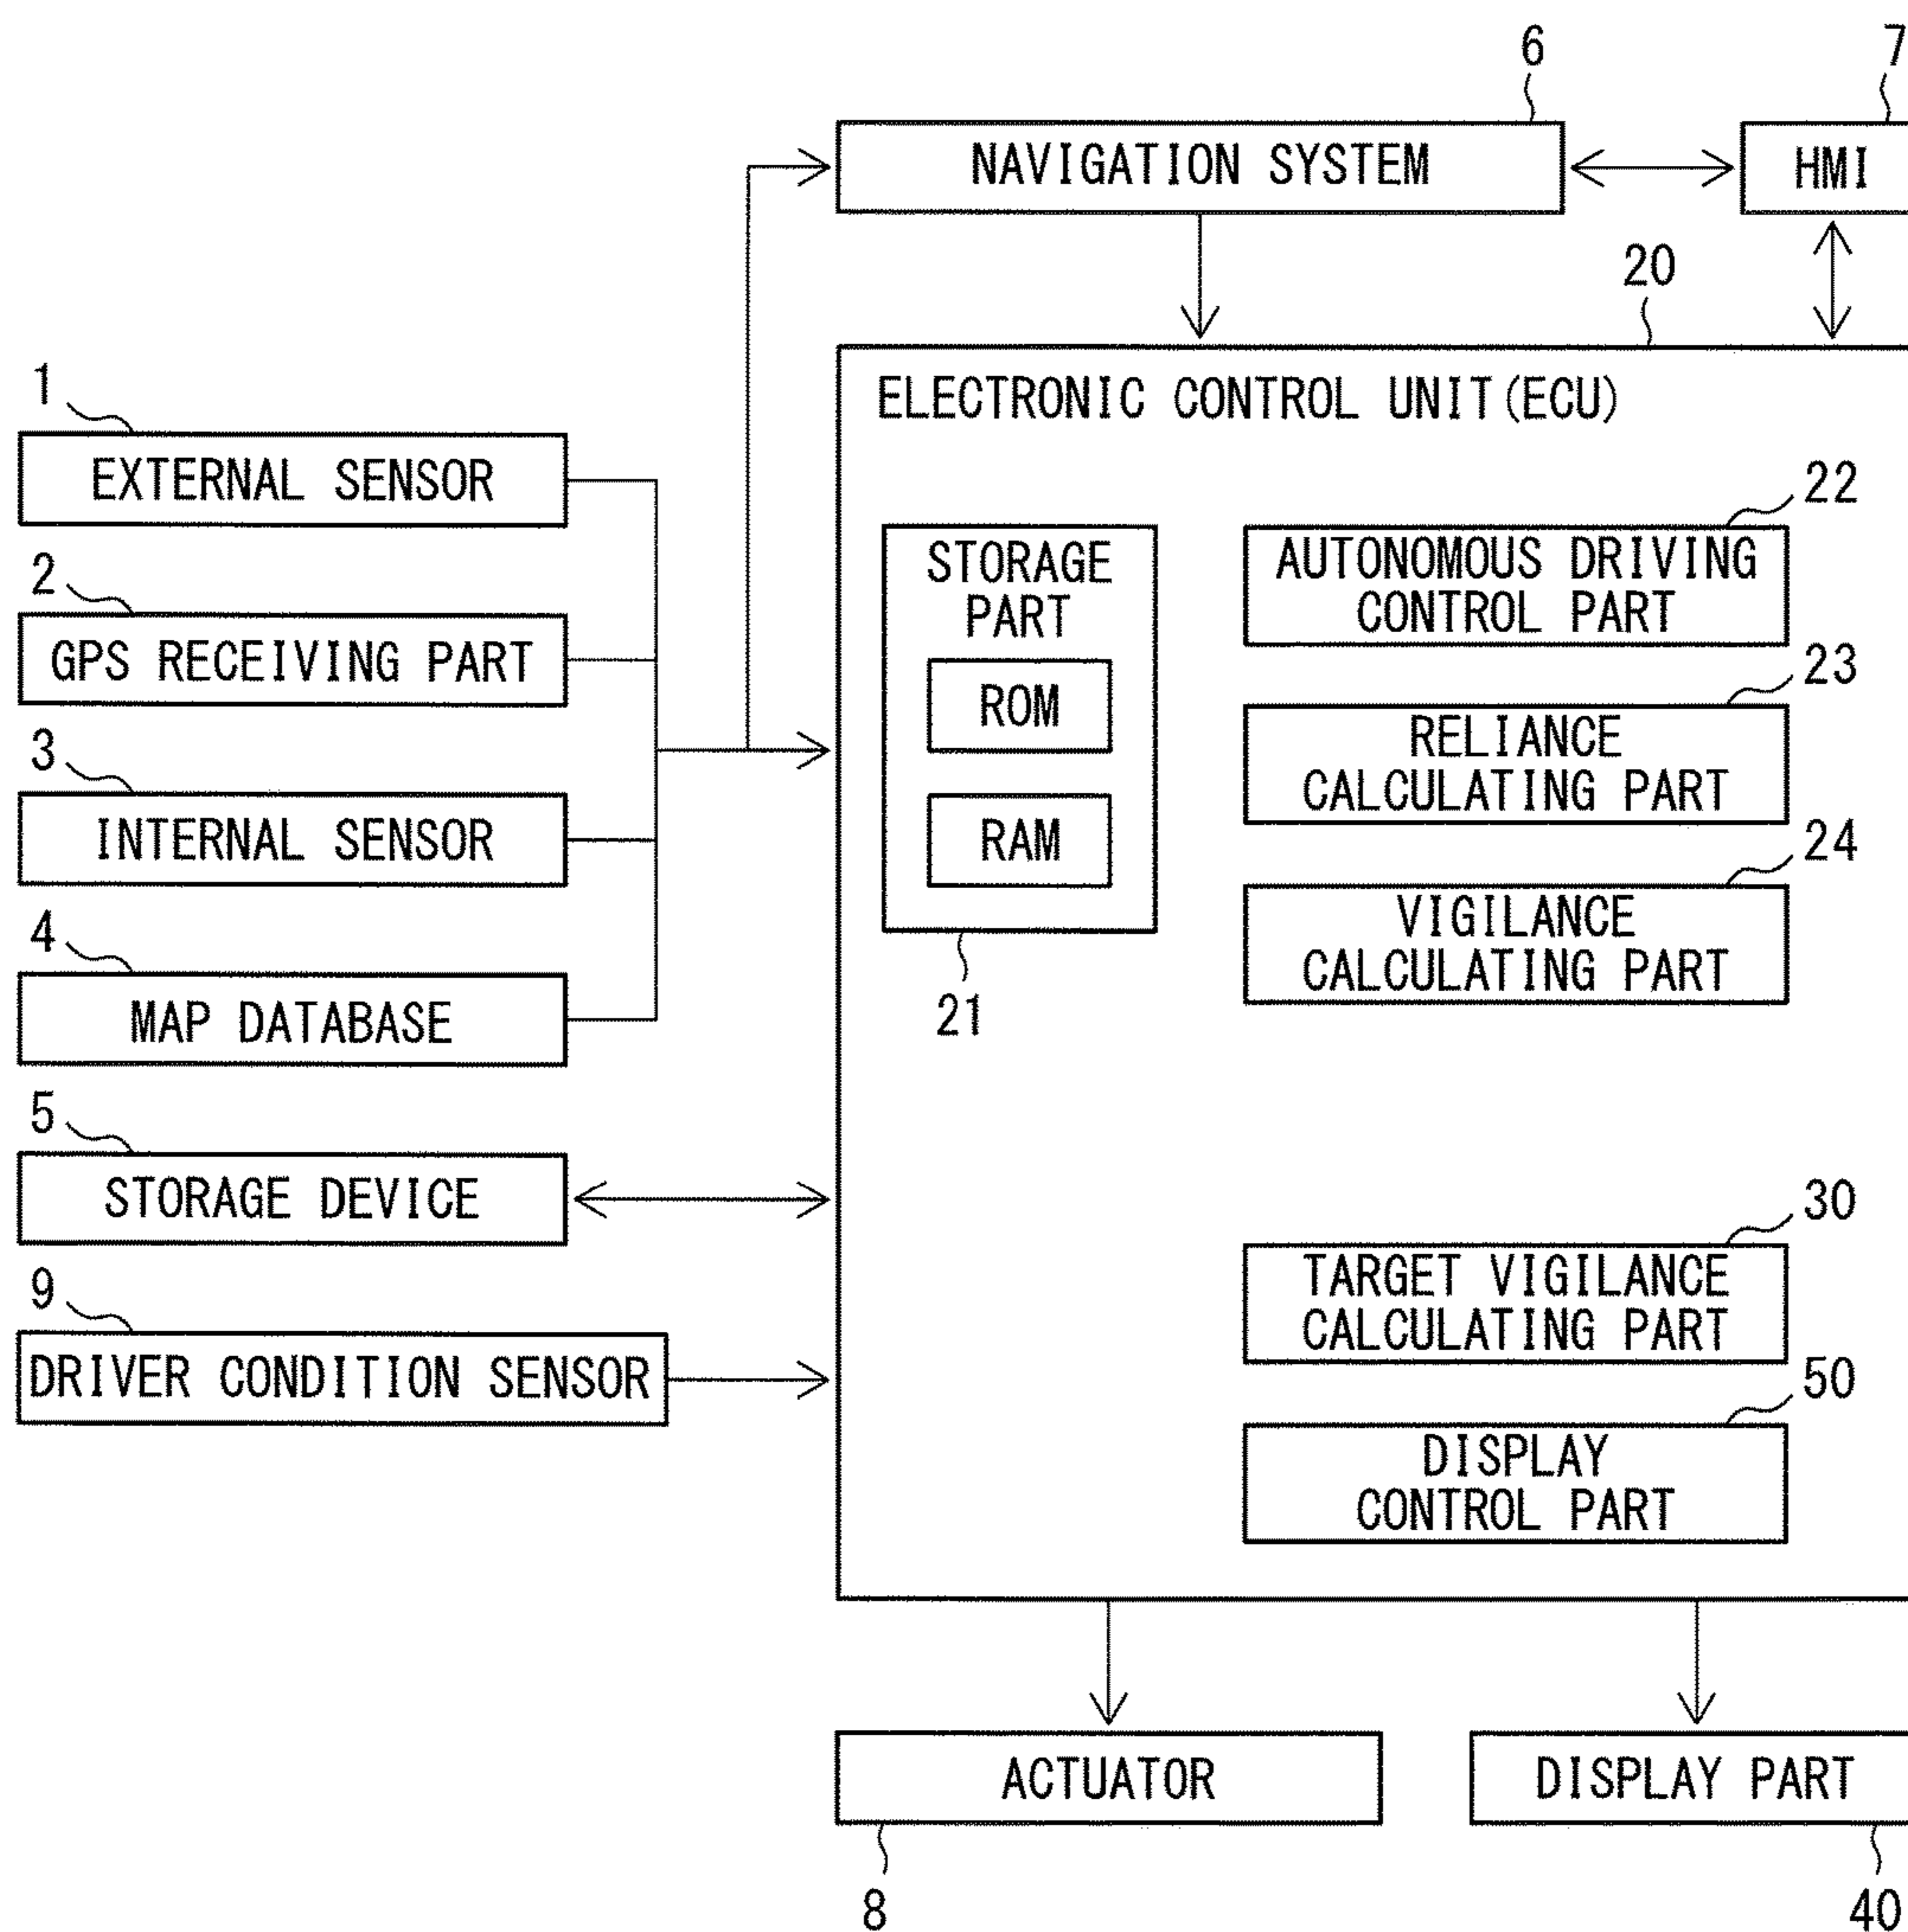 6
7
NAVIGATION SYSTEM
HMI
20
ELECTRONIC CONTROL UNIT(ECU)
1
EXTERNAL SENSOR
2
GPS RECEIVING PART
3
INTERNAL SENSOR
4
MAP DATABASE
5
STORAGE DEVICE
9
DRIVER CONDITION SENSOR
STORAGE
PART
ROM
RAM
21
22
AUTONOMOUS DRIVING
CONTROL PART
23
RELIANCE
CALCULATING PART
24
VIGILANCE
CALCULATING PART
30
TARGET VIGILANCE
CALCULATING PART
50
DISPLAY
CONTROL PART
ACTUATOR
8
DISPLAY PART
40